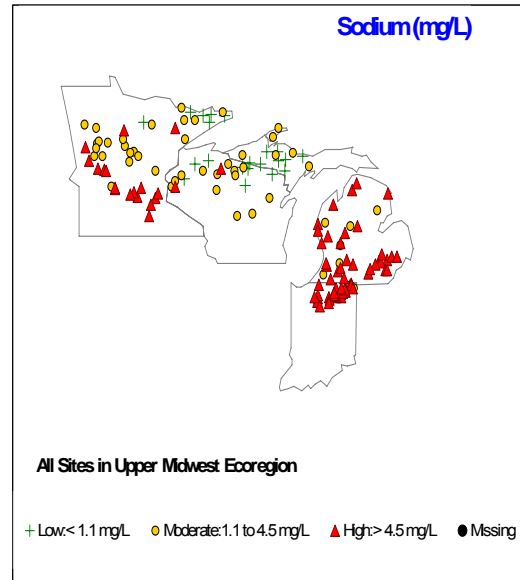 Sodium (mg/L)
All Sites in Upper Midwest Ecoregion
Low:< 1.1 mg/L Moderate:1.1 to 4.5 mg/L High:> 4.5 mg/L Missing